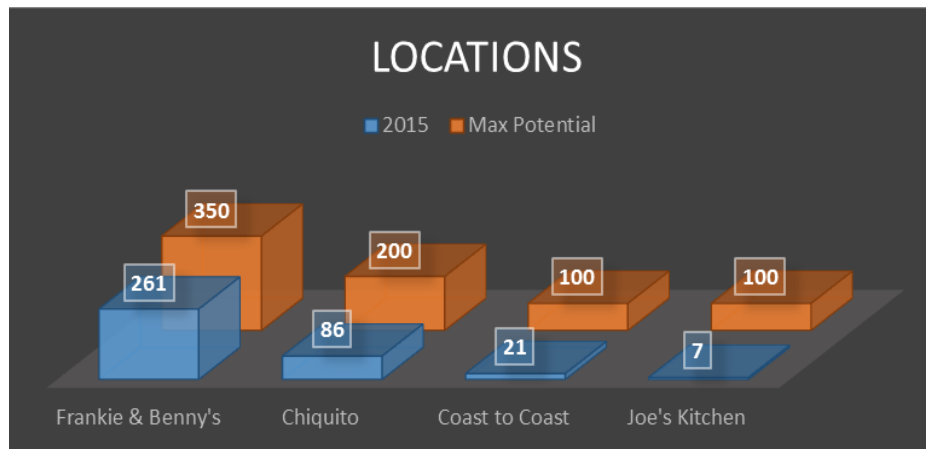 LOCATIONS
2015 Max Potential
350
200
100 100
261
86
21
7
Frankie & Benny's Chiquito Coast to Coast Joe's Kitchen